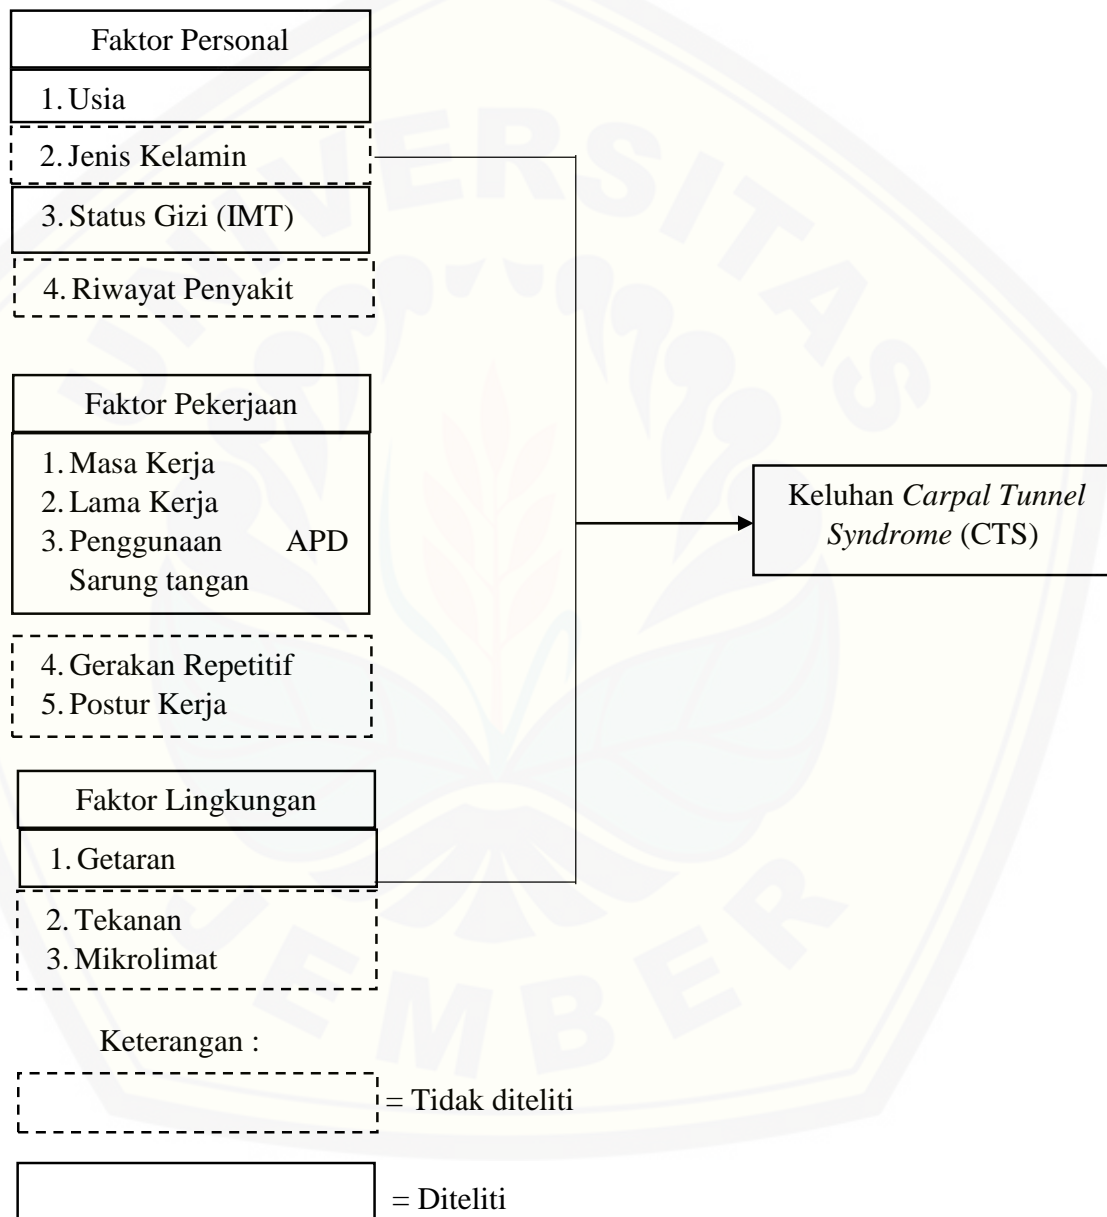 Faktor Personal
1. Usia
2. Jenis Kelamin
3. Status Gizi (IMT)
4. Riwayat Penyakit
Faktor Pekerjaan
1. Masa Kerja
2. Lama Kerja
3. Penggunaan APD
Sarung tangan
4. Gerakan Repetitif
5. Postur Kerja
Faktor Lingkungan
1. Getaran
2. Tekanan
3. Mikrolimat
Keluhan Carpal Tunnel
Syndrome (CTS)
Keterangan :
= Tidak diteliti
= Diteliti
UNIVERSITAS
JEMBER